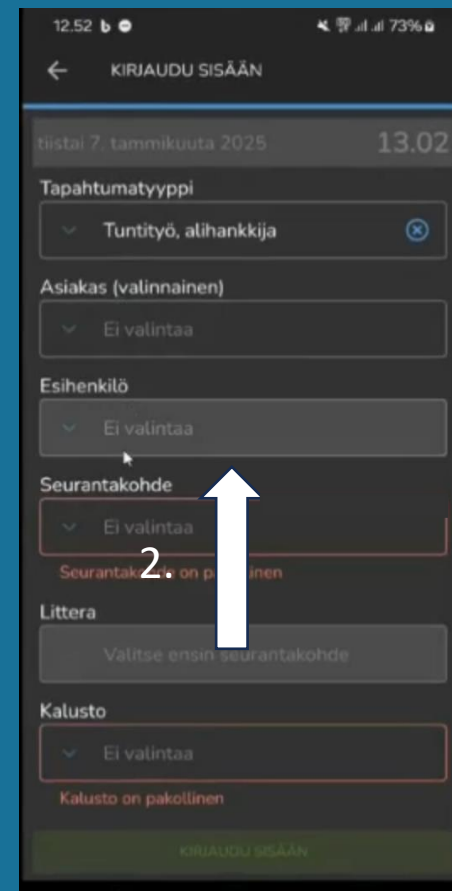 12.52 b 73%
KIRJAUDU SISÄÄN
tiistai 7. tammikuuta 2025 13.02
Tapahtumatyyppi
Tuntityö, alihankkija
Asiakas (valinnainen)
Ei valintaa
Esihenkilö
Ei valintaa
Seurantakohde
Ei valintaa
2.
Seurantakohde on pakollinen
Littera
Valitse ensin seurantakohde
Kalusto
Ei valintaa
Kalusto on pakollinen
KIRJAUDU SISÄÄN